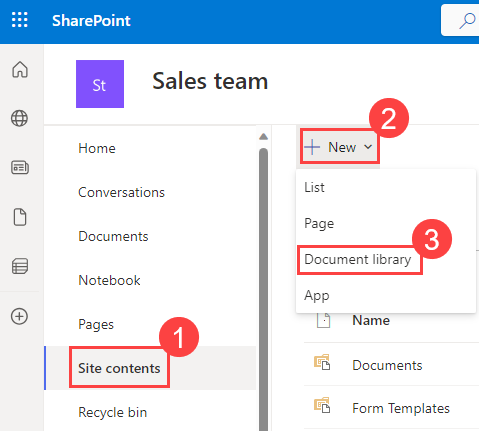 SharePoint
St
Sales team
Home
Conversations
Documents
Notebook
Pages
1
Site contents
Recycle bin
2
New
List
Page
3
Document library
App
Name
Documents
Form Templates